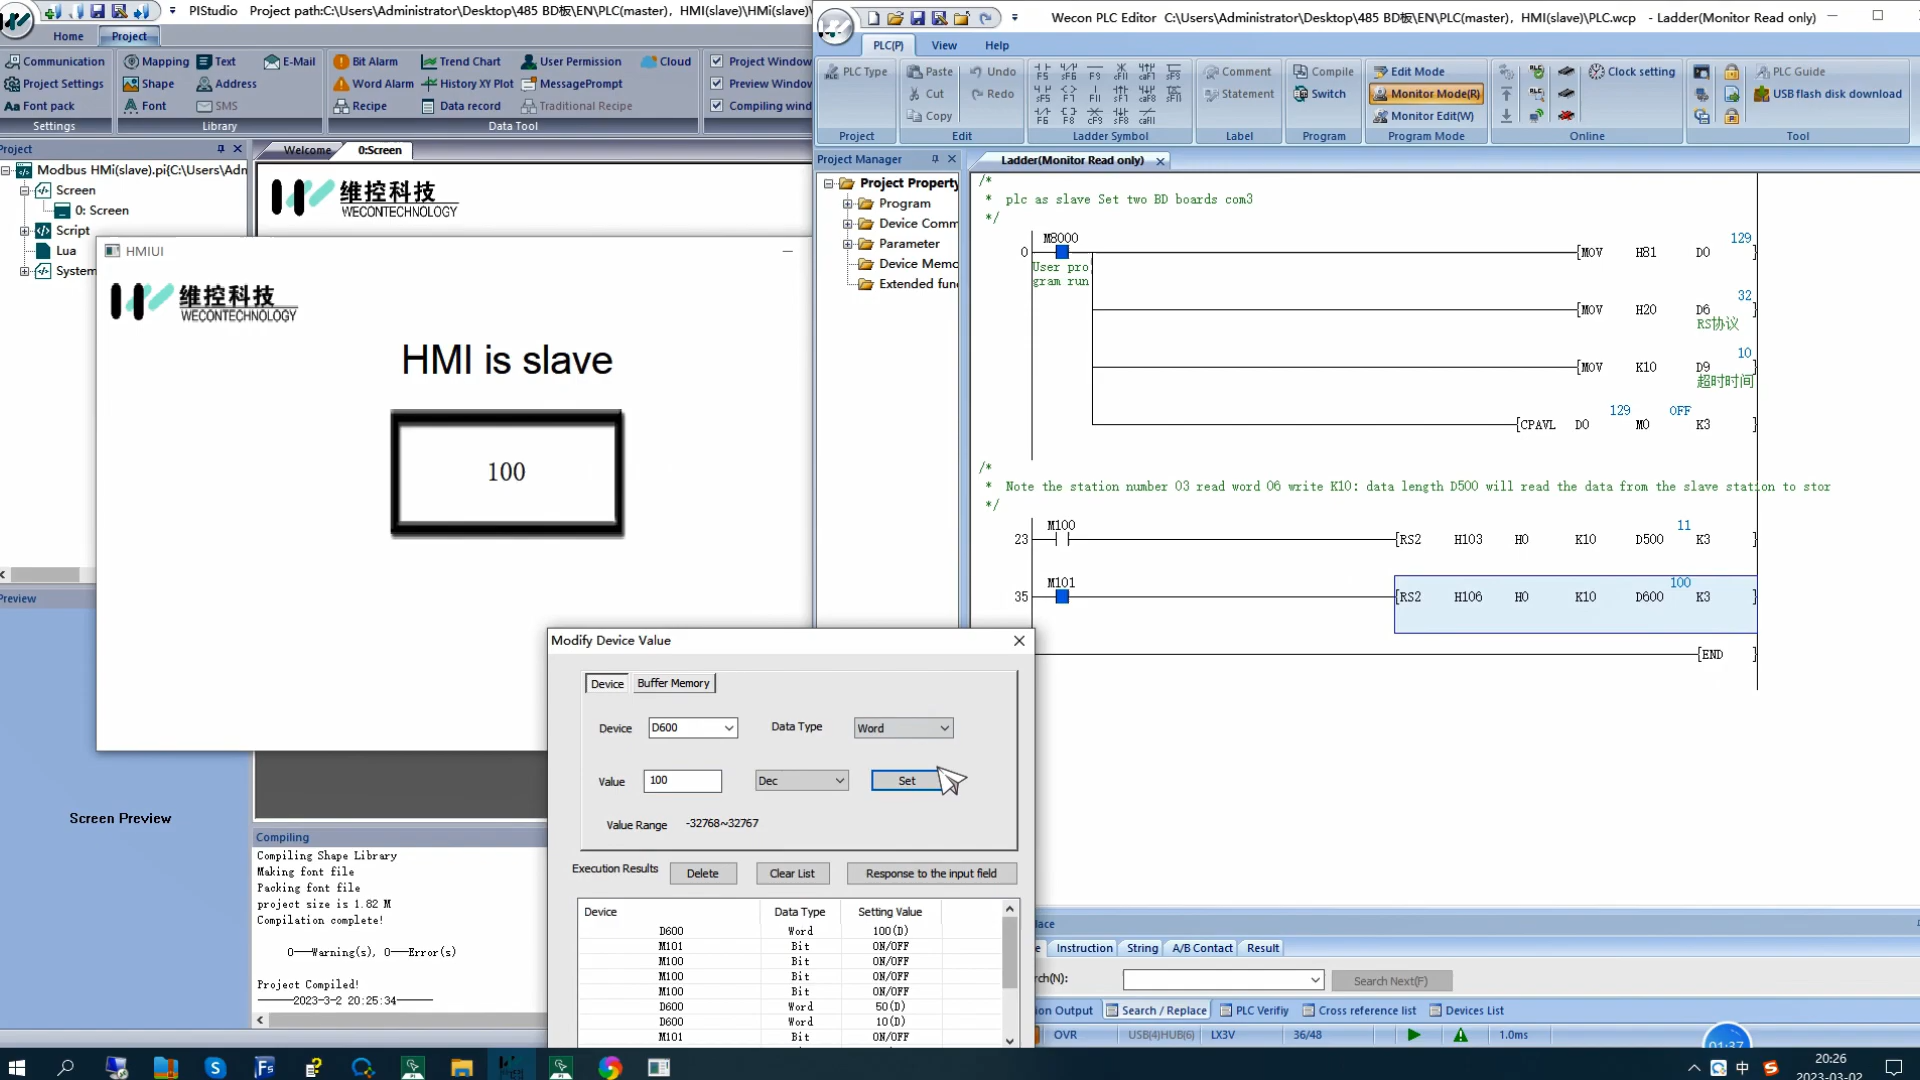 PIStudio Project path:C:\Users\Administrator\Desktop\485 BD板\EN\PLC(master)，HMI(slave)\HMi(slave)\
Home Project
Communication Mapping Text E-Mail Bit Alarm Trend Chart User Permission Cloud Project Window
Project Settings Shape Address Word Alarm History XY Plot MessagePrompt Preview Window
Font pack Font SMS Recipe Data record Traditional Recipe Compiling wind
Settings Library Data Tool
Wecon PLC Editor C:\Users\Administrator\Desktop\485 BD板\EN\PLC(master)，HMI(slave)\PLC.wcp - Ladder(Monitor Read only)
PLC(P) View Help
PLC Type Paste Undo Comment Compile Edit Mode Clock setting PLC Guide
Cut Redo Statement Switch Monitor Mode(R) USB flash disk download
Copy Monitor Edit(W)
Project Edit Ladder Symbol Label Program Program Mode Online Tool
Project
Modbus HMi(slave).pi{C:\Users\Adn
Screen
0: Screen
Script
Lua
System
Welcome 0:Screen
维控科技
WECONTECHNOLOGY
HMIUI
维控科技
WECONTECHNOLOGY
HMI is slave
100
Preview
Screen Preview
Compiling
Compiling Shape Library
Making font file
Packing font file
project size is 1.82 M
Compilation complete!
0——Warning(s), 0——Error(s)
Project Compiled!
———2023-3-2 20:25:34———
Project Manager
Project Property
Program
Device Comm
Parameter
Device Memo
Extended fun
Ladder(Monitor Read only)
/*
* plc as slave Set two BD boards com3
*/
M8000 129
0 [MOV H81 D0 ]
User pro
gram run
32
[MOV H20 D6 ]
RS协议
10
[MOV K10 D9 ]
超时时间
129 OFF
[CPAVL D0 M0 K3 ]
/*
* Note the station number 03 read word 06 write K10: data length D500 will read the data from the slave station to stor
*/
M100 11
23 [RS2 H103 H0 K10 D500 K3 ]
M101 100
35 [RS2 H106 H0 K10 D600 K3 ]
[END ]
Modify Device Value
Device Buffer Memory
Device D600 Data Type Word
Value 100 Dec Set
Value Range -32768~32767
Execution Results Delete Clear List Response to the input field
Device Data Type Setting Value
D600 Word 100(D)
M101 Bit ON/OFF
M100 Bit ON/OFF
M100 Bit ON/OFF
M100 Bit ON/OFF
D600 Word 50(D)
D600 Word 10(D)
M101 Bit ON/OFF
lace
e Instruction String A/B Contact Result
rch(N): Search Next(F)
on Output Search / Replace PLC Verifiy Cross reference list Devices List
OVR USB(4)HUB(6) LX3V 36/48 1.0ms
01:37
中 20:26
2023-03-02